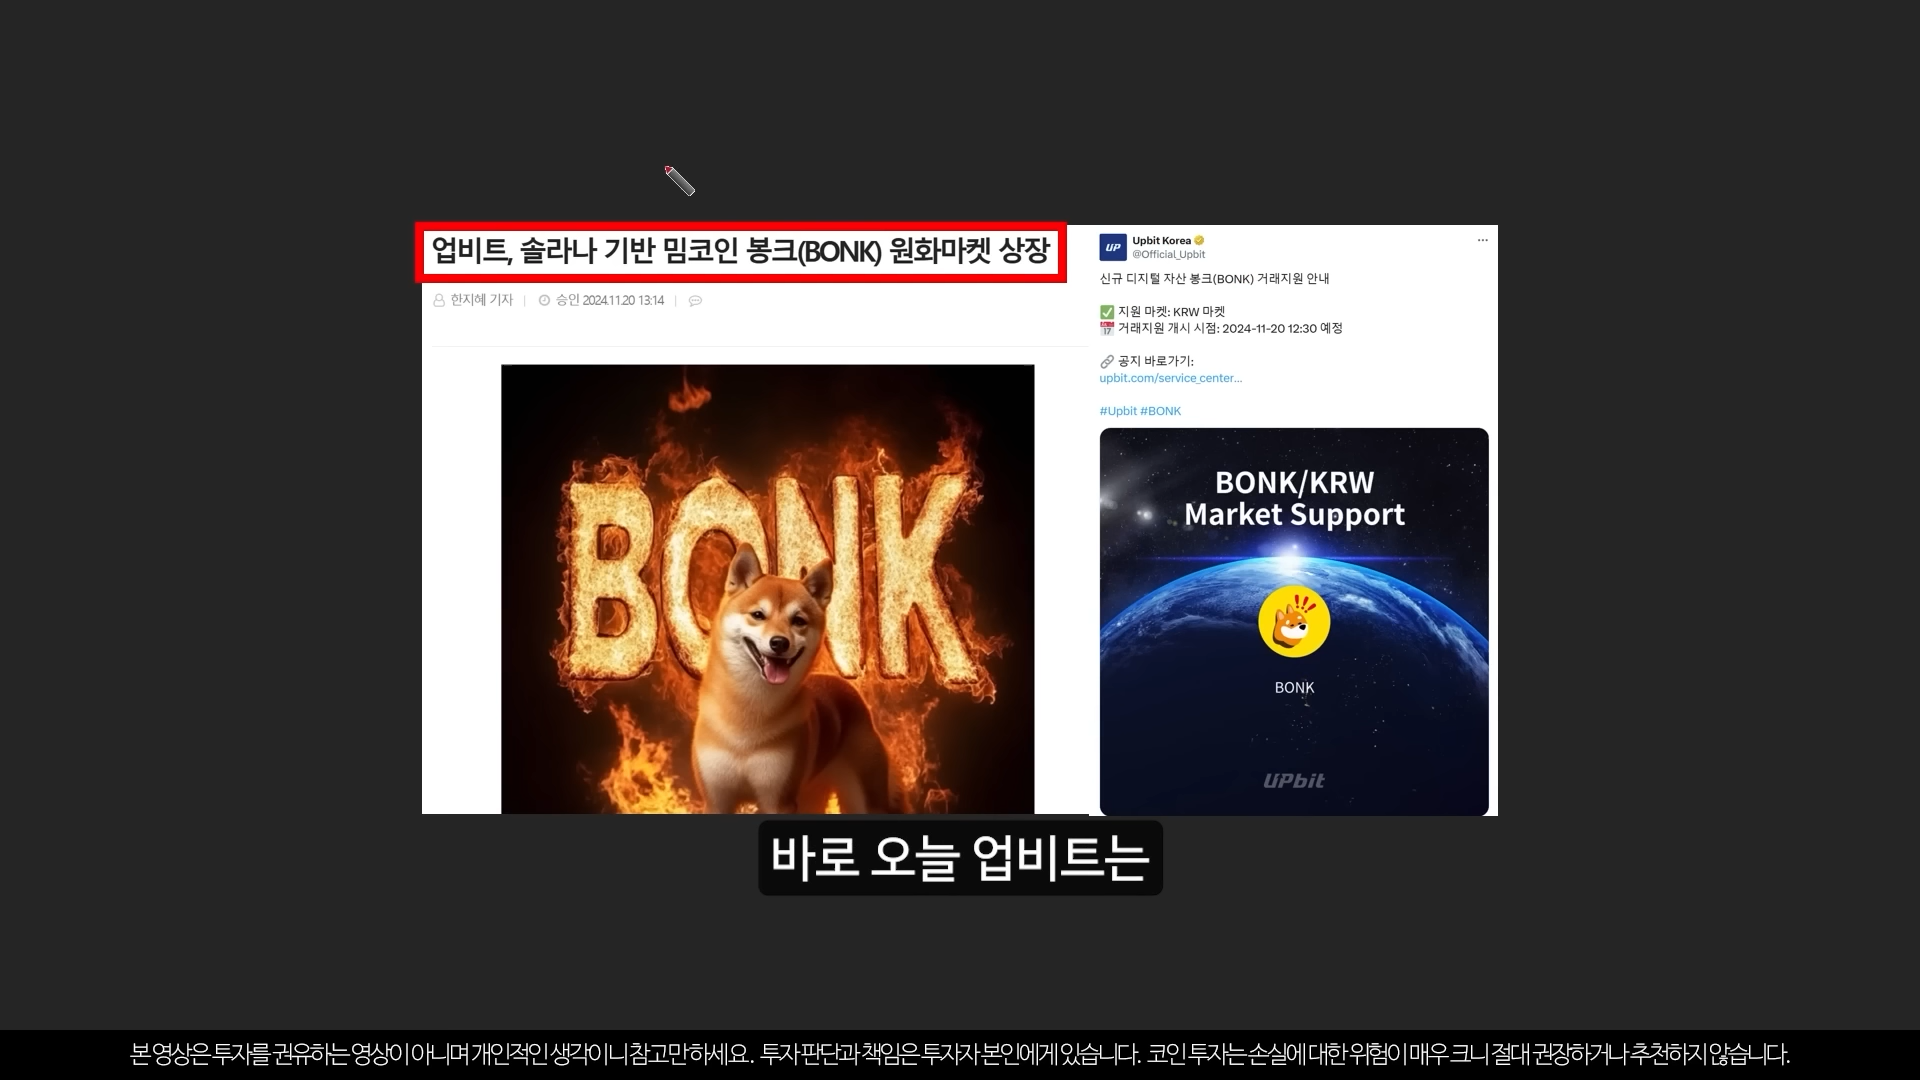 업비트, 솔라나 기반 밈코인 봉크(BONK) 원화마켓 상장
한지혜 기자 | 승인 2024.11.20 13:14 |
BONK
UP
Upbit Korea
@Official_Upbit
신규 디지털 자산 봉크(BONK) 거래지원 안내
지원 마켓: KRW 마켓
17 거래지원 개시 시점: 2024-11-20 12:30 예정
공지 바로가기:
upbit.com/service_center...
#Upbit #BONK
BONK/KRW
Market Support
BONK
UPbit
바로 오늘 업비트는
본 영상은 투자를 권유하는 영상이 아니며 개인적인 생각이니 참고만 하세요. 투자 판단과 책임은 투자자 본인에게 있습니다. 코인 투자는 손실에 대한 위험이 매우 크니 절대 권장하거나 추천하지 않습니다.